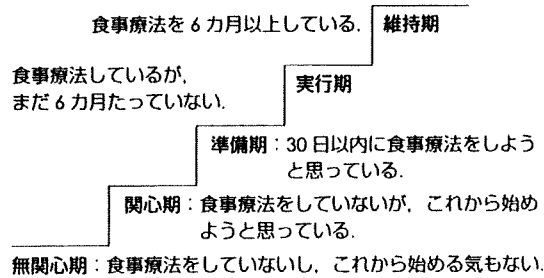 食事療法を6カ月以上している.
維持期
食事療法しているが,
まだ6カ月たっていない.
実行期
準備期：30日以内に食事療法をしよう
と思っている.
関心期：食事療法をしていないが，これから始め
ようと思っている.
無関心期：食事療法をしていないし，これから始める気もない.